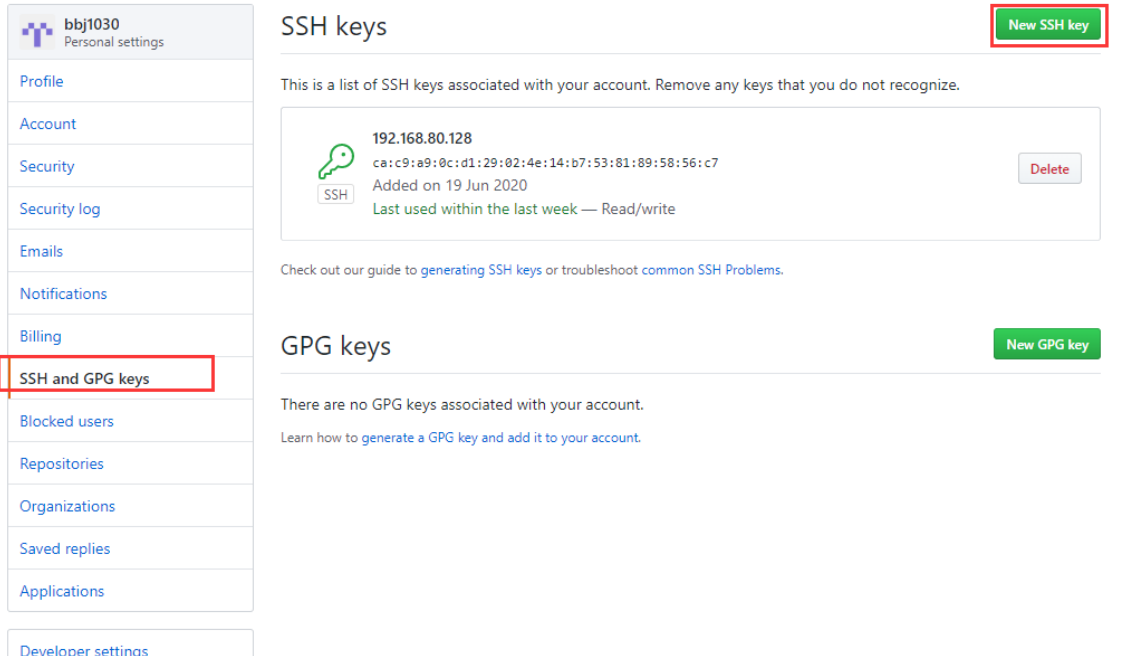 bbj1030
Personal settings
Profile
Account
Security
Security log
Emails
Notifications
Billing
SSH and GPG keys
Blocked users
Repositories
Organizations
Saved replies
Applications
Developer settings
SSH keys
New SSH key
This is a list of SSH keys associated with your account. Remove any keys that you do not recognize.
192.168.80.128
ca:c9:a9:0c:d1:29:02:4e:14:b7:53:81:89:58:56:c7
SSH
Added on 19 Jun 2020
Last used within the last week — Read/write
Delete
Check out our guide to generating SSH keys or troubleshoot common SSH Problems.
GPG keys
New GPG key
There are no GPG keys associated with your account.
Learn how to generate a GPG key and add it to your account.